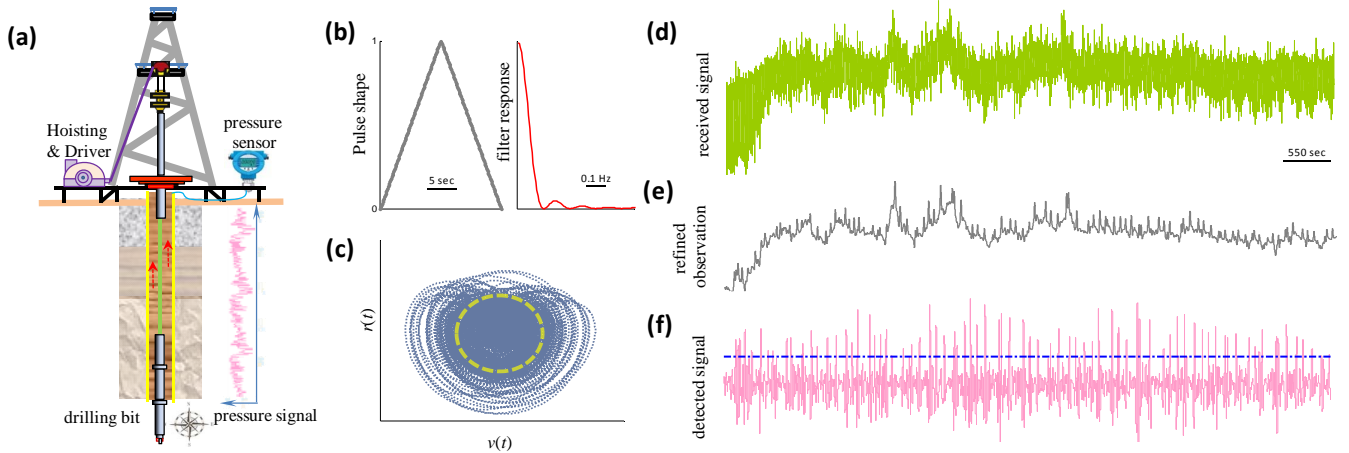 (a)
Hoisting
& Driver
pressure
sensor
drilling bit
pressure signal
(b)
1
Pulse shape
0
5 sec
filter response
0.1 Hz
(c)
r(t)
v(t)
(d)
received signal
550 sec
(e)
refined
observation
(f)
detected signal